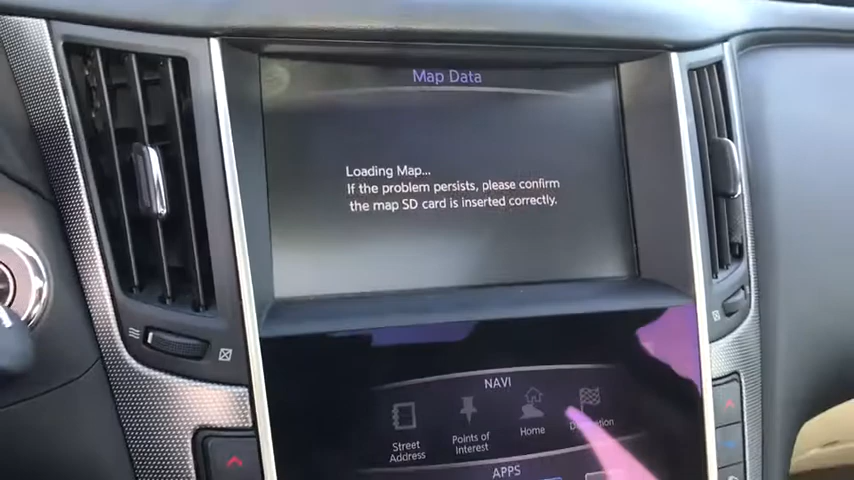 Map Data
Loading Map...
If the problem persists, please confirm
the map SD card is inserted correctly.
NAVI
Street
Address
Points of
Interest
Home
APPS